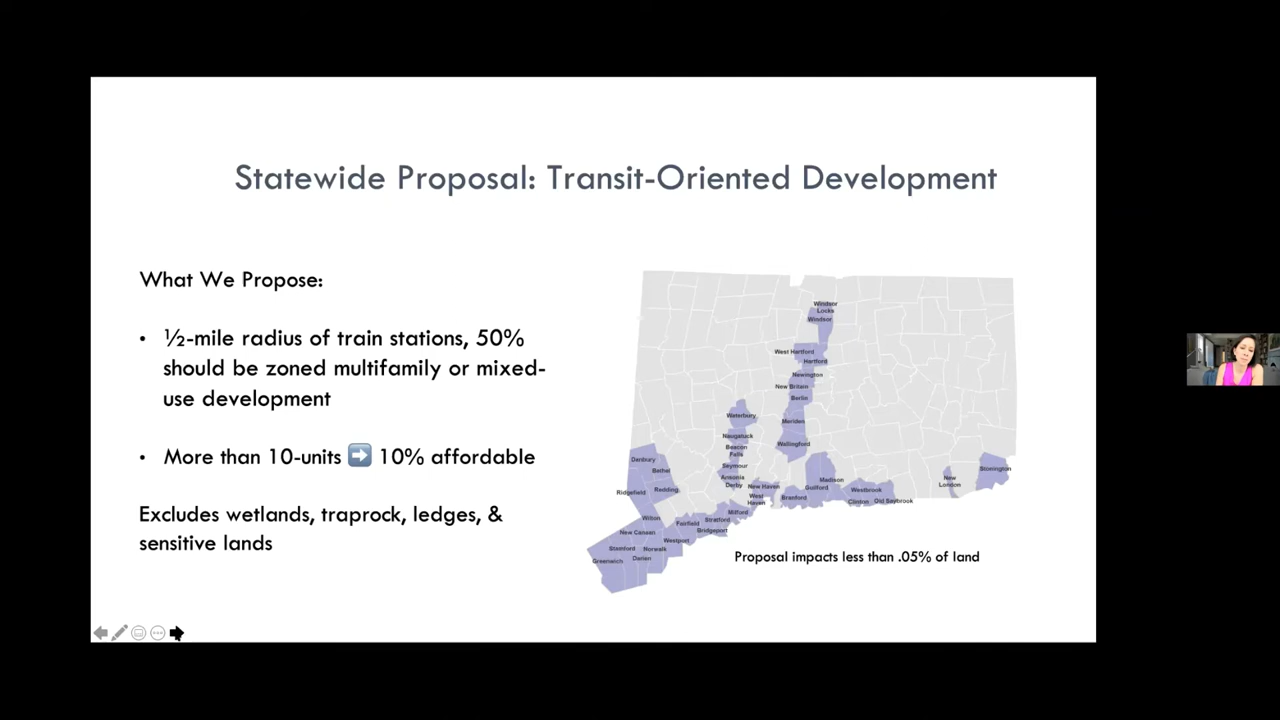 Statewide Proposal: Transit-Oriented Development
What We Propose:
• ½-mile radius of train stations, 50%
should be zoned multifamily or mixed-
use development
• More than 10-units ➡ 10% affordable
Excludes wetlands, traprock, ledges, &
sensitive lands
Windsor
Locks
Windsor
West Hartford
Hartford
Newington
New Britain
Berlin
Meriden
Wallingford
Waterbury
Naugatuck
Beacon
Falls
Seymour
Ansonia
Derby
New Haven
West
Haven
Milford
Stratford
Bridgeport
Fairfield
Westport
Danbury
Bethel
Ridgefield
Redding
Wilton
New Canaan
Stamford
Norwalk
Darien
Greenwich
Branford
Guilford
Madison
Clinton
Westbrook
Old Saybrook
New
London
Stonington
Proposal impacts less than .05% of land